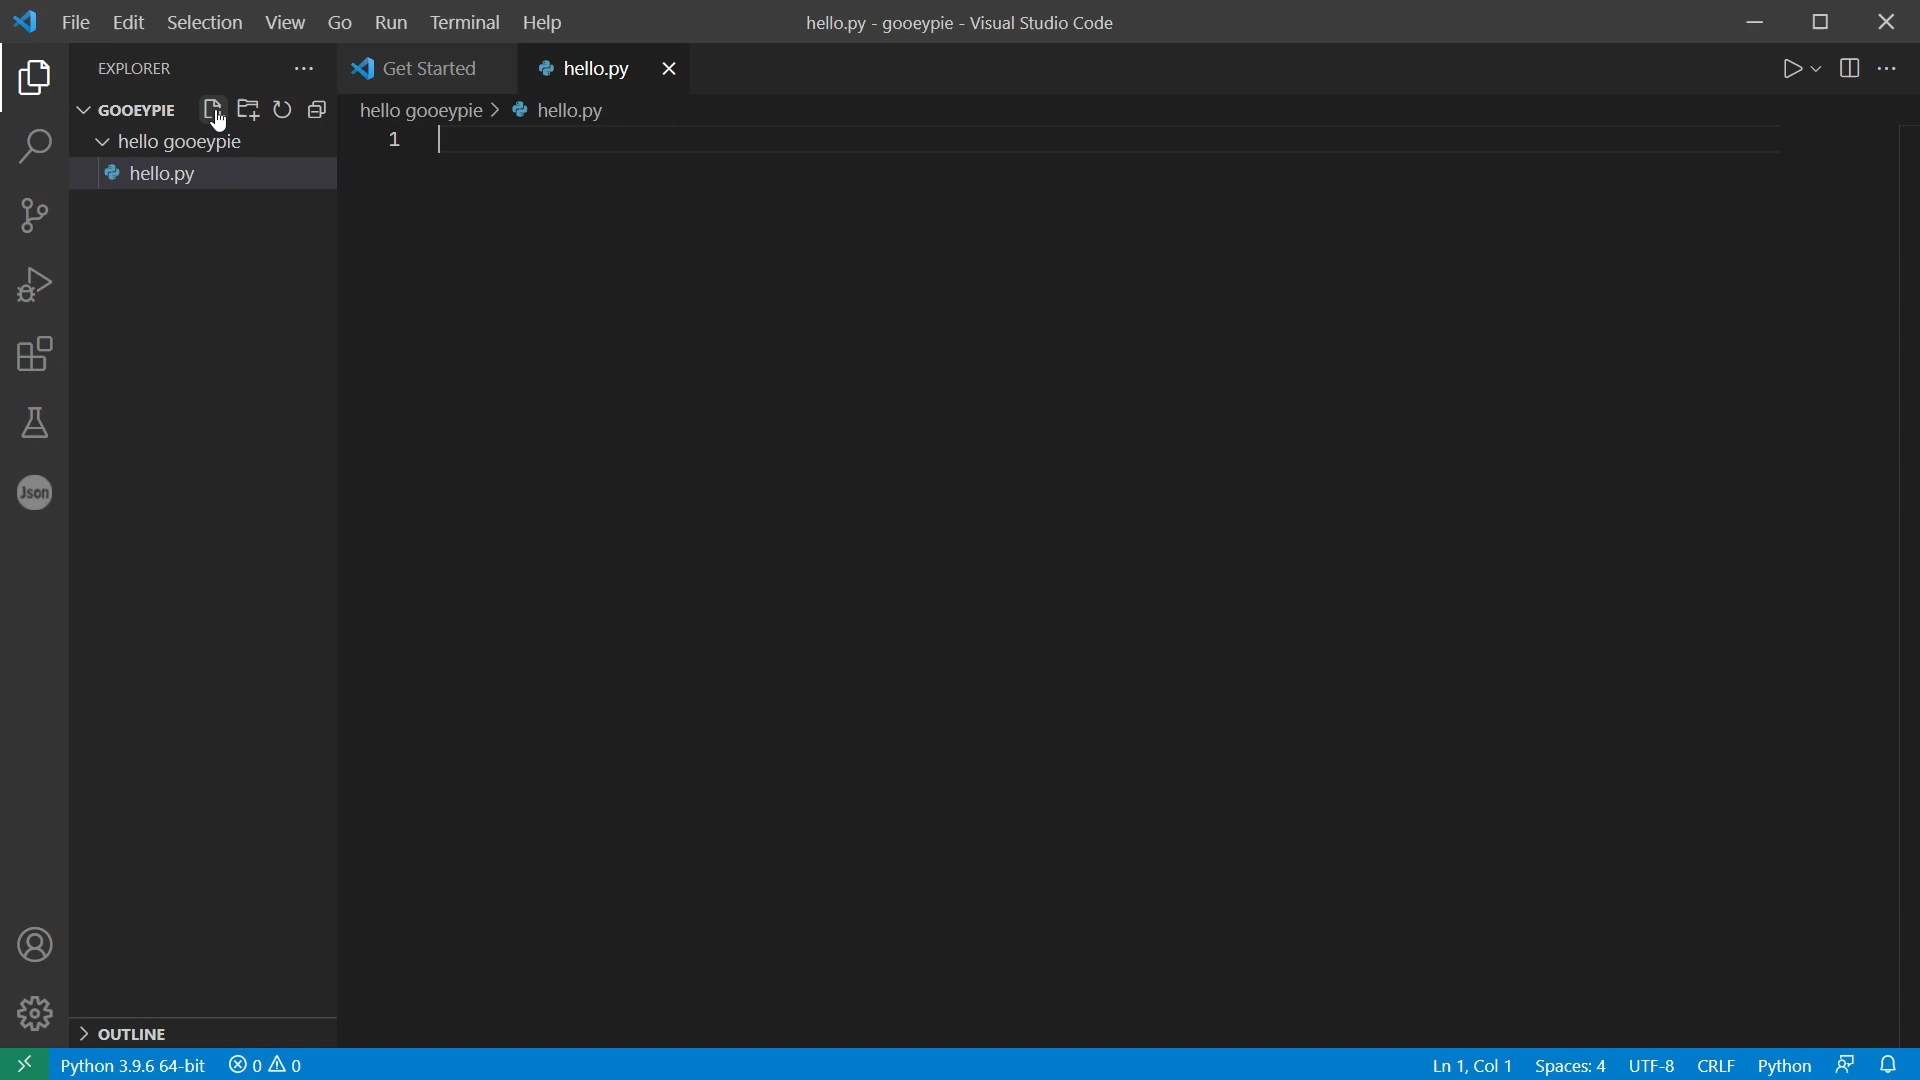 File Edit Selection View Go Run Terminal Help
hello.py - gooeypie - Visual Studio Code
EXPLORER
Get Started
hello.py
GOOEYPIE
hello gooeypie > hello.py
hello gooeypie
1
hello.py
Json
OUTLINE
Python 3.9.6 64-bit 0 0
Ln 1, Col 1 Spaces: 4 UTF-8 CRLF Python